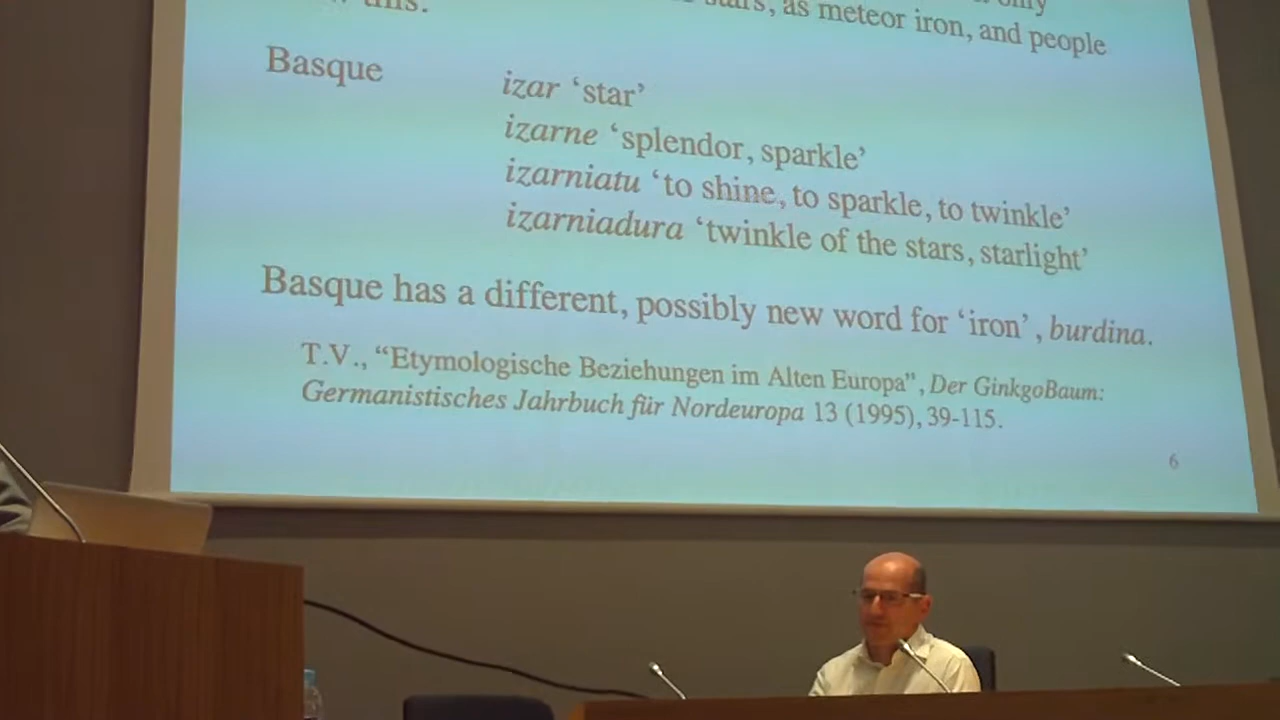 only
this.
stars, as meteor iron, and people
Basque izar ‘star’
izarne ‘splendor, sparkle’
izarniatu ‘to shine, to sparkle, to twinkle’
izarniadura ‘twinkle of the stars, starlight’
Basque has a different, possibly new word for ‘iron’, burdina.
T.V., “Etymologische Beziehungen im Alten Europa”, Der GinkgoBaum:
Germanistisches Jahrbuch für Nordeuropa 13 (1995), 39-115.
6